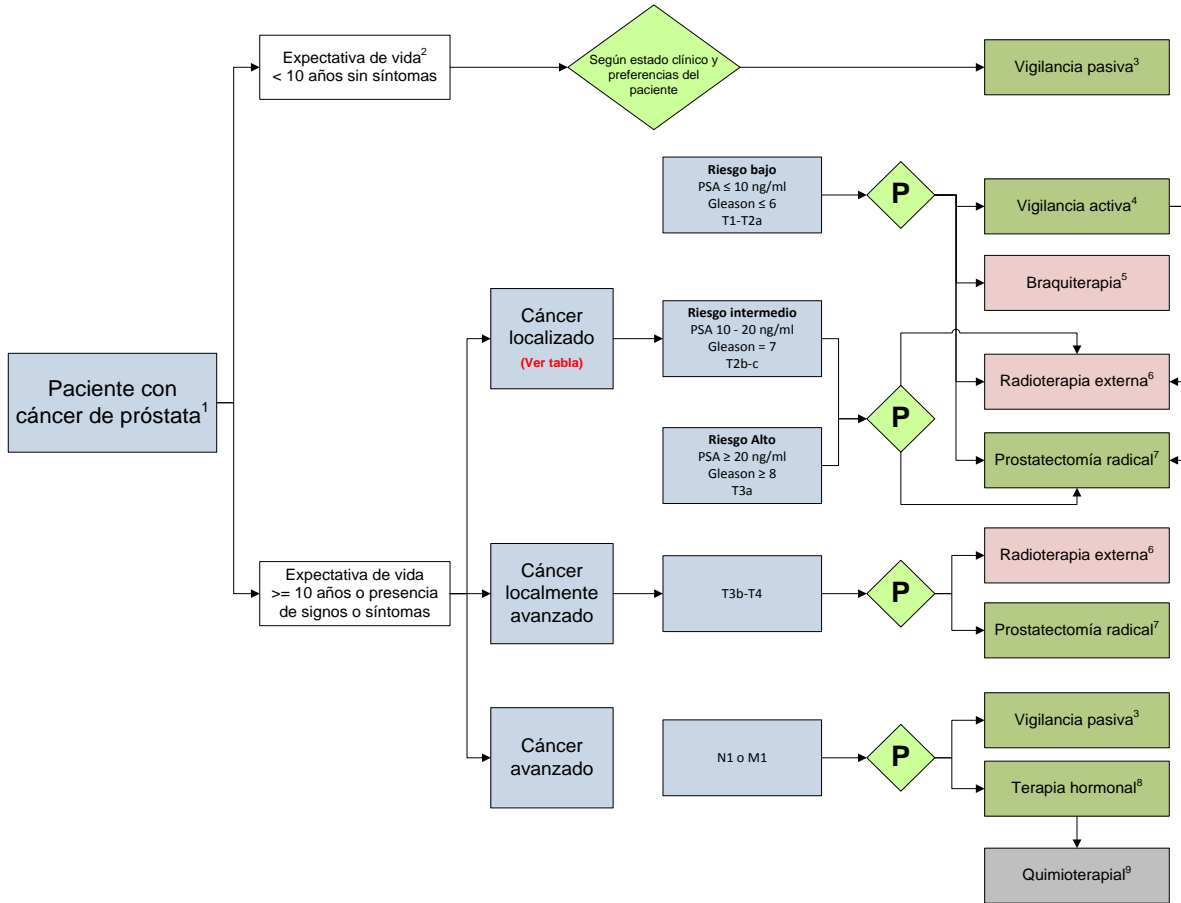 Expectativa de vida²
< 10 años sin síntomas
Según estado clínico y
preferencias del
paciente
Vigilancia pasiva³
Riesgo bajo
PSA ≤ 10 ng/ml
Gleason ≤ 6
T1-T2a
P
Vigilancia activa⁴
Braquiterapia⁵
Cáncer
localizado
(Ver tabla)
Riesgo intermedio
PSA 10 - 20 ng/ml
Gleason = 7
T2b-c
Paciente con
cáncer de próstata¹
P
Radioterapia externa⁶
Riesgo Alto
PSA ≥ 20 ng/ml
Gleason ≥ 8
T3a
Prostatectomía radical⁷
Expectativa de vida
>= 10 años o presencia
de signos o síntomas
Cáncer
localmente
avanzado
T3b-T4
P
Radioterapia externa⁶
Prostatectomía radical⁷
Cáncer
avanzado
N1 o M1
P
Vigilancia pasiva³
Terapia hormonal⁸
Quimioterapial⁹